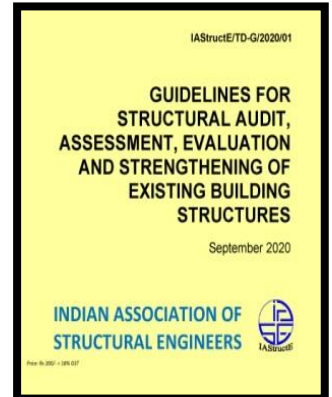 IAStructE/TD-G/2020/01
GUIDELINES FOR
STRUCTURAL AUDIT,
ASSESSMENT, EVALUATION
AND STRENGTHENING OF
EXISTING BUILDING
STRUCTURES
September 2020
INDIAN ASSOCIATION OF
STRUCTURAL ENGINEERS
IAStructE